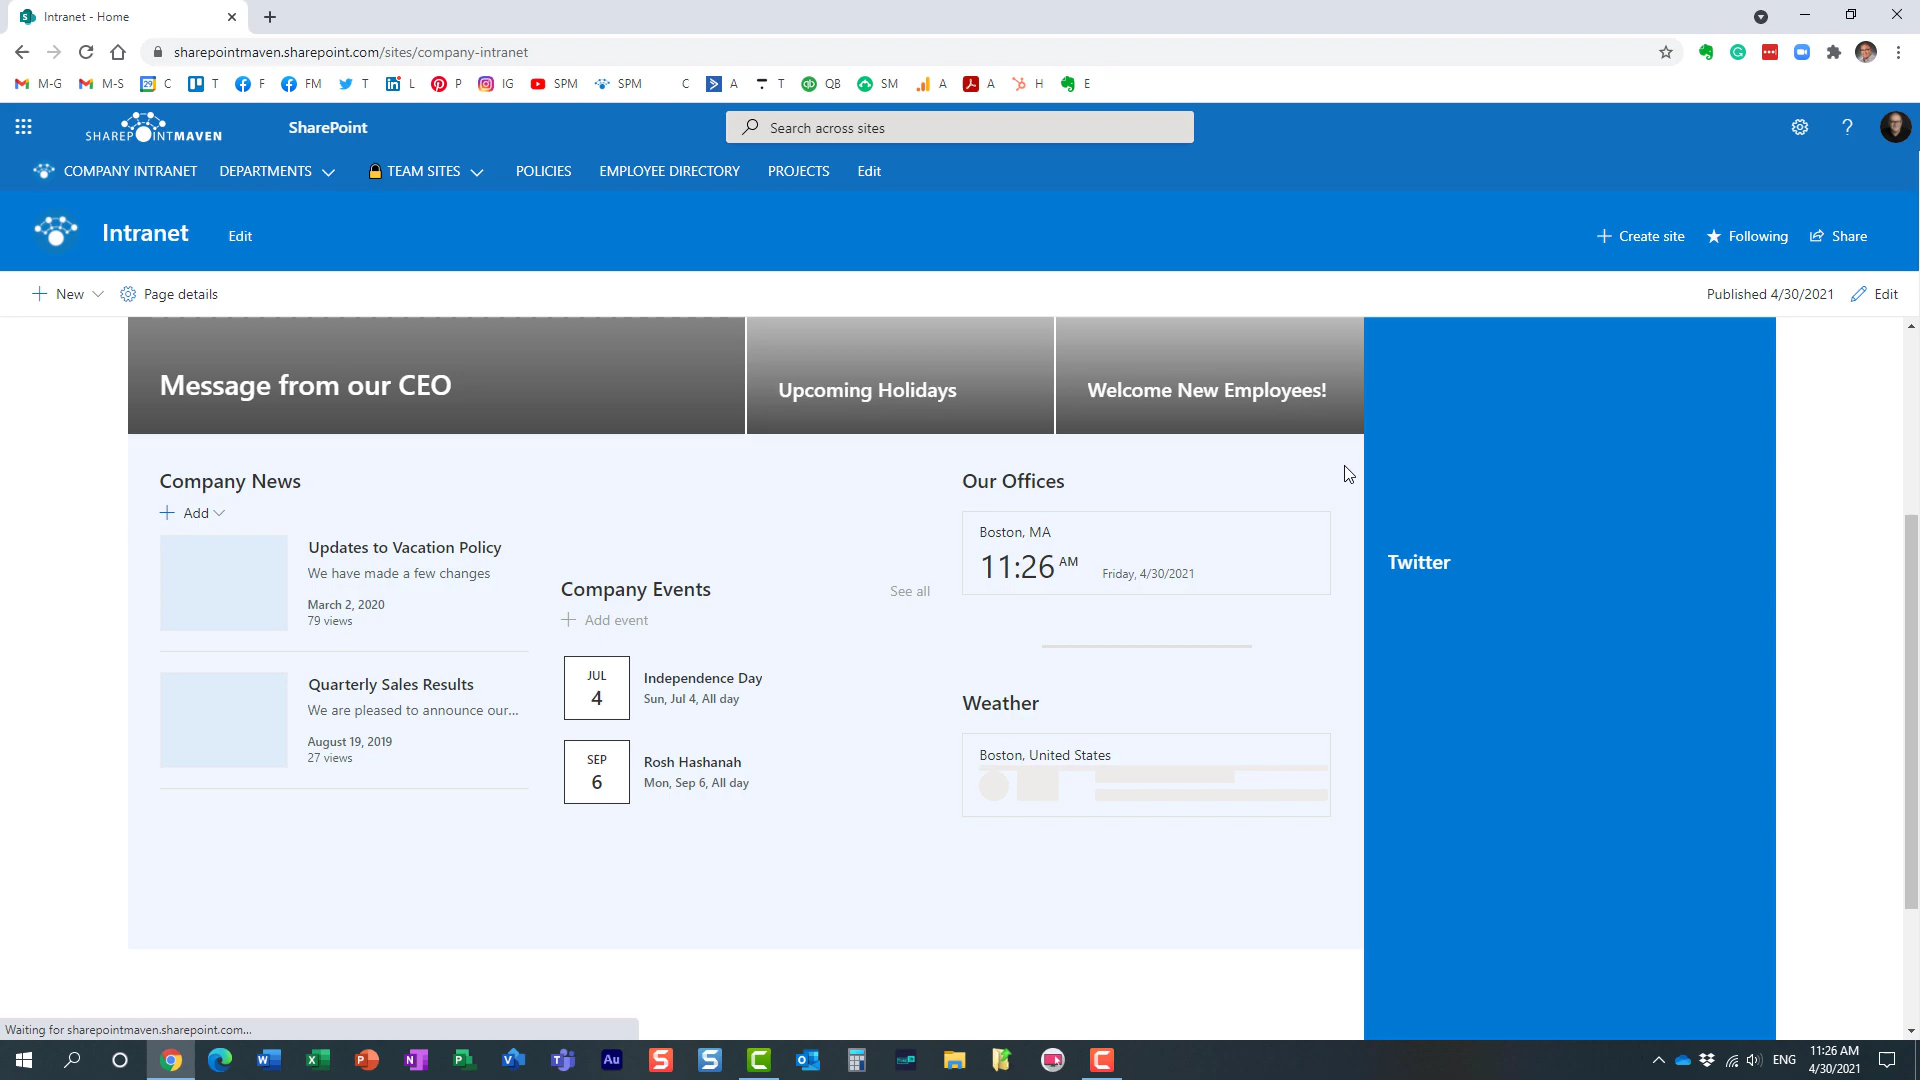 Intranet - Home
sharepointmaven.sharepoint.com/sites/company-intranet
M-G M-S C T F FM T L P IG SPM SPM C A T QB SM A A H E
SHAREPOINTMAVEN SharePoint Search across sites
COMPANY INTRANET DEPARTMENTS TEAM SITES POLICIES EMPLOYEE DIRECTORY PROJECTS Edit
Intranet Edit Create site Following Share
New Page details Published 4/30/2021 Edit
Message from our CEO
Upcoming Holidays
Welcome New Employees!
Company News
Add
Updates to Vacation Policy
We have made a few changes
March 2, 2020
79 views
Quarterly Sales Results
We are pleased to announce our...
August 19, 2019
27 views
Company Events See all
Add event
JUL
4
Independence Day
Sun, Jul 4, All day
SEP
6
Rosh Hashanah
Mon, Sep 6, All day
Our Offices
Boston, MA
11:26 AM Friday, 4/30/2021
Weather
Boston, United States
Twitter
Waiting for sharepointmaven.sharepoint.com...
ENG
11:26 AM
4/30/2021